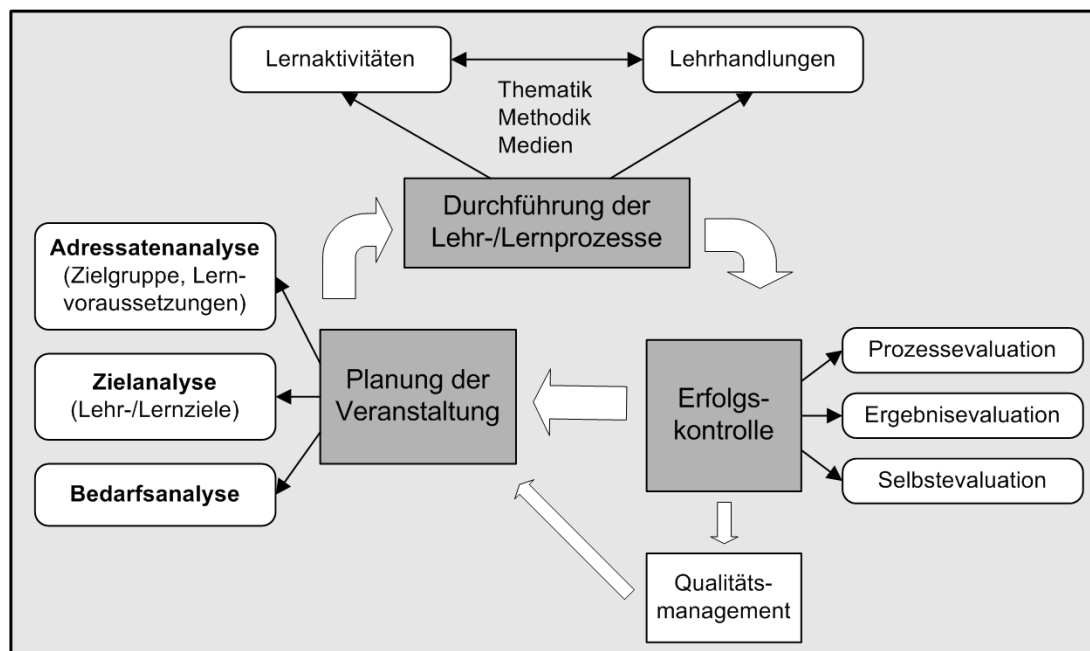 Lernaktivitäten
Lehrhandlungen
Thematik
Methodik
Medien
Durchführung der
Lehr-/Lernprozesse
Adressatenanalyse
(Zielgruppe, Lern-
voraussetzungen)
Zielanalyse
(Lehr-/Lernziele)
Bedarfsanalyse
Planung der
Veranstaltung
Erfolgs-
kontrolle
Prozessevaluation
Ergebnisevaluation
Selbstevaluation
Qualitäts-
management